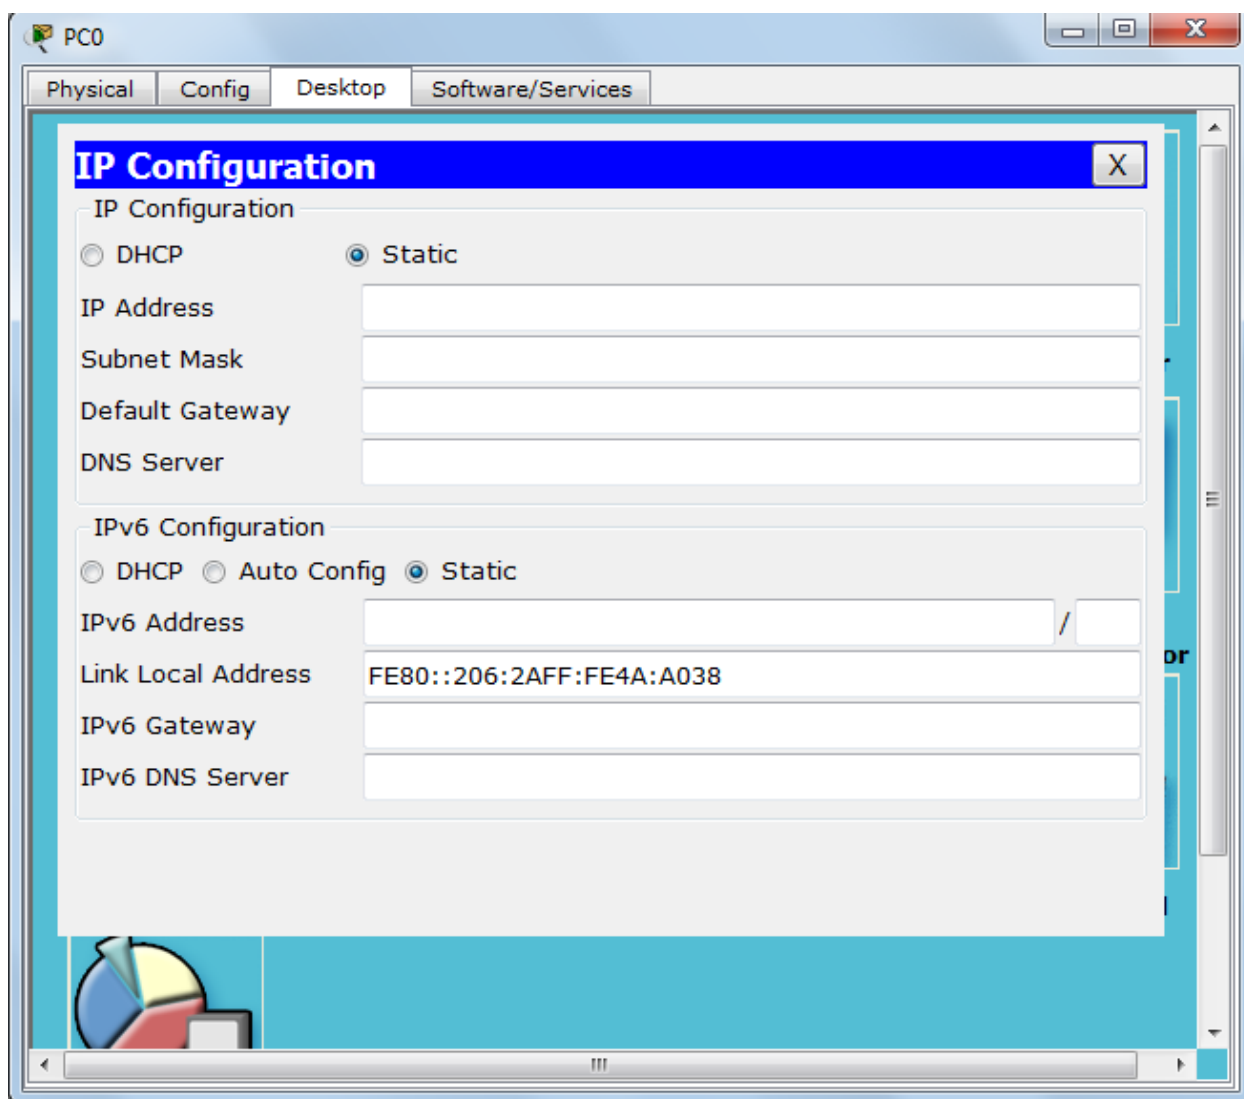 PC0
Physical Config Desktop Software/Services
IP Configuration X
IP Configuration
DHCP Static
IP Address
Subnet Mask
Default Gateway
DNS Server
IPv6 Configuration
DHCP Auto Config Static
IPv6 Address /
Link Local Address FE80::206:2AFF:FE4A:A038
or
IPv6 Gateway
IPv6 DNS Server